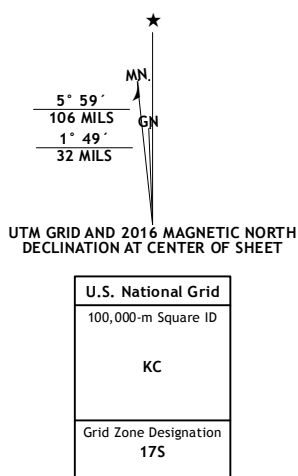 ★
MN.
5° 59´
106 MILS
GN
1° 49´
32 MILS
UTM GRID AND 2016 MAGNETIC NORTH
DECLINATION AT CENTER OF SHEET
U.S. National Grid
100,000-m Square ID
KC
Grid Zone Designation
17S